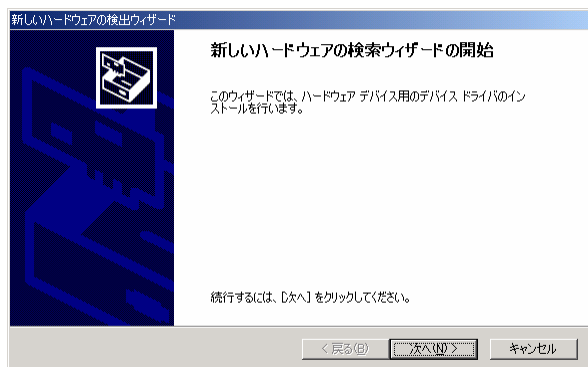 新しいハードウェアの検出ウィザード
新しいハードウェアの検索ウィザードの開始
このウィザードでは、ハードウェア デバイス用のデバイス ドライバのイン
ストールを行います。
続行するには、[次へ] をクリックしてください。
< 戻る(B) 次へ(N) > キャンセル